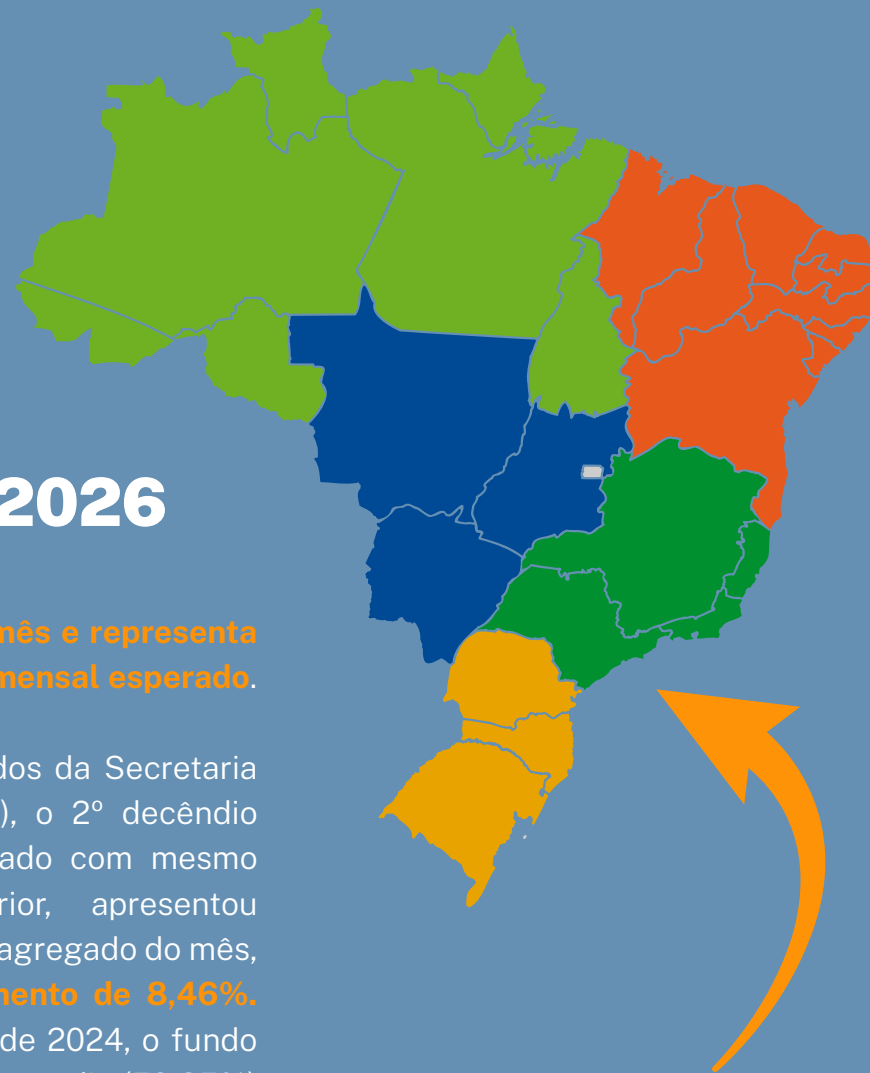 2026
mês e representa
mensal esperado.
dos da Secretaria
), o 2º decêndio
ado com mesmo
rior, apresentou
agregado do mês,
mento de 8,46%.
de 2024, o fundo